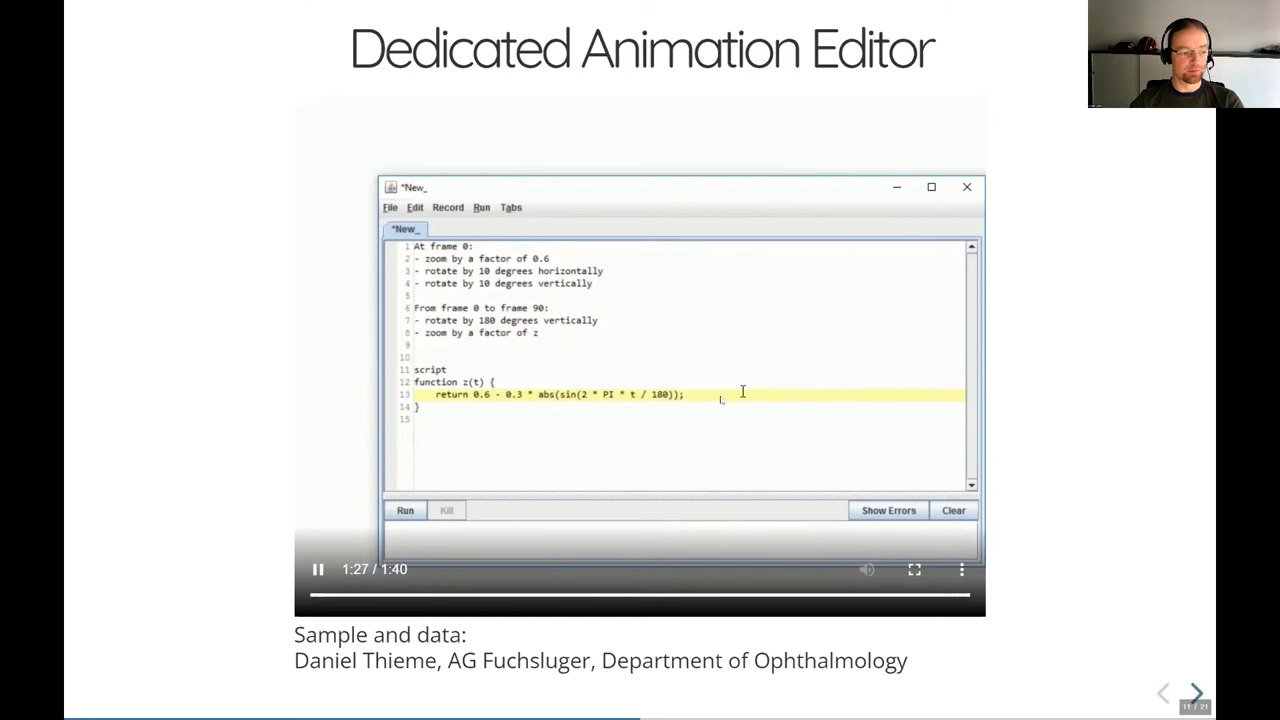 Dedicated Animation Editor
*New_
File Edit Record Run Tabs
*New_
1 At frame 0:
2 - zoom by a factor of 0.6
3 - rotate by 10 degrees horizontally
4 - rotate by 10 degrees vertically
5
6 From frame 0 to frame 90:
7 - rotate by 180 degrees vertically
8 - zoom by a factor of z
9
10
11 script
12 function z(t) {
13 return 0.6 - 0.3 * abs(sin(2 * PI * t / 180));
14 }
15
Run Kill Show Errors Clear
1:27 / 1:40
Sample and data:
Daniel Thieme, AG Fuchsluger, Department of Ophthalmology
11 / 21